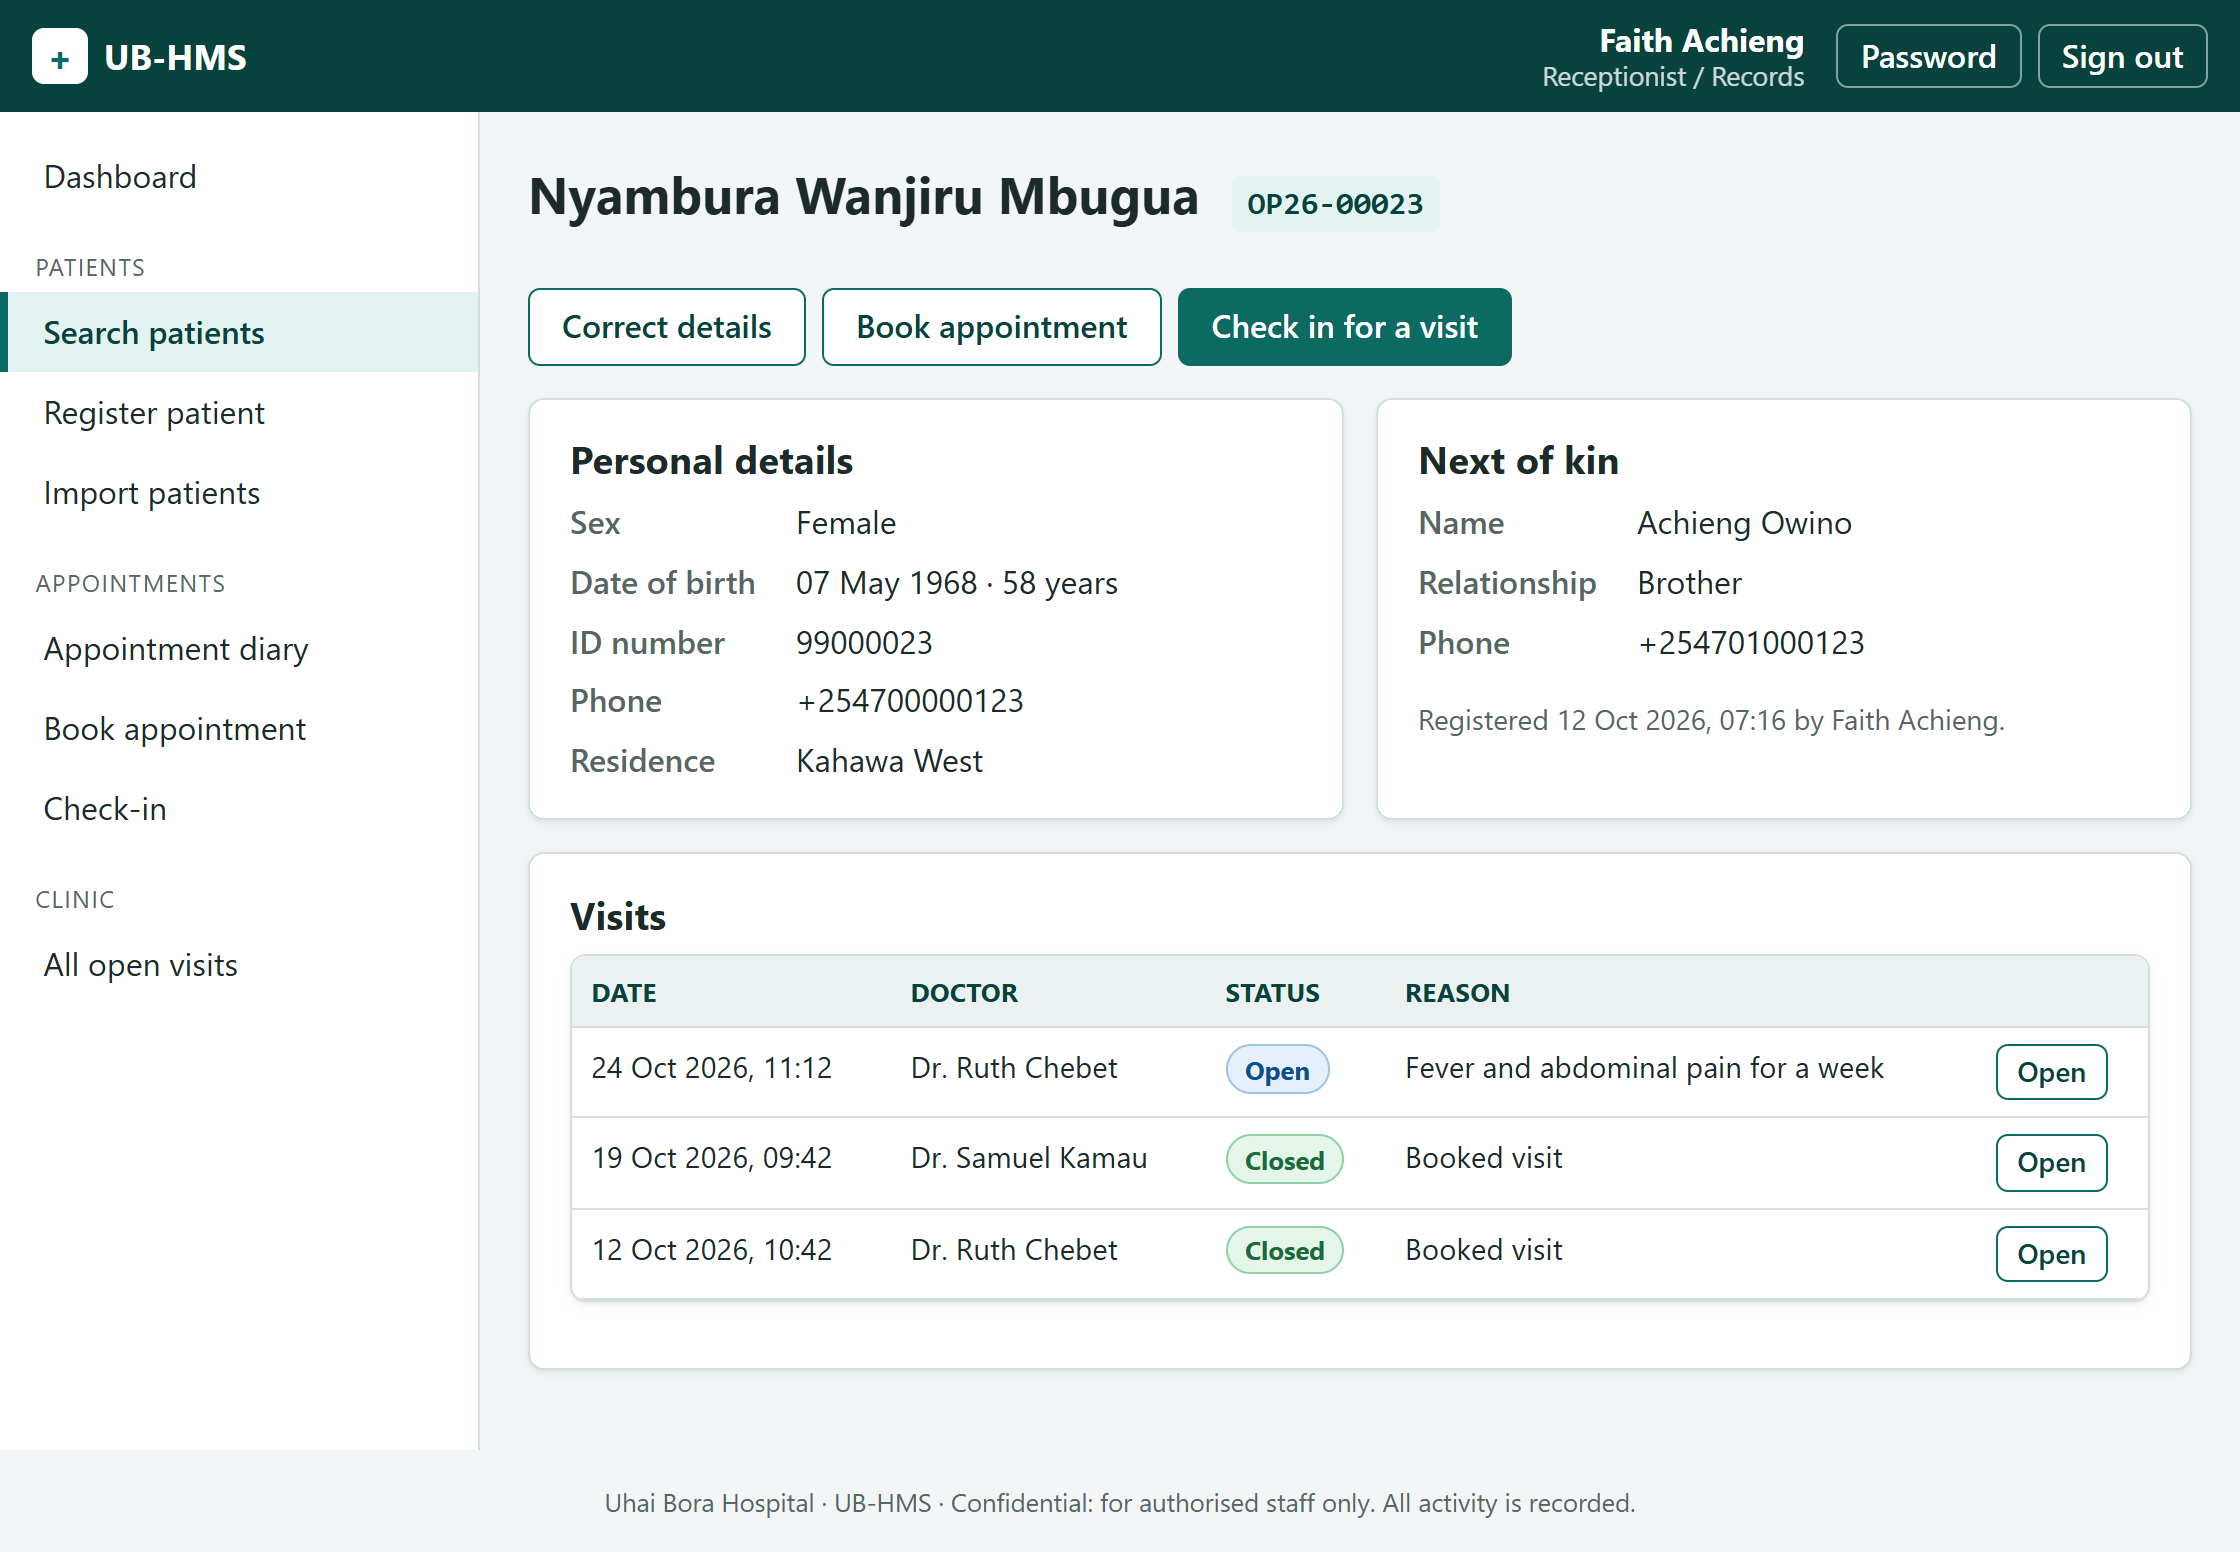 + UB-HMS
Faith Achieng
Receptionist / Records
Password
Sign out
Dashboard
PATIENTS
Search patients
Register patient
Import patients
APPOINTMENTS
Appointment diary
Book appointment
Check-in
CLINIC
All open visits
Nyambura Wanjiru Mbugua OP26-00023
Correct details
Book appointment
Check in for a visit
Personal details
Sex Female
Date of birth 07 May 1968 · 58 years
ID number 99000023
Phone +254700000123
Residence Kahawa West
Next of kin
Name Achieng Owino
Relationship Brother
Phone +254701000123
Registered 12 Oct 2026, 07:16 by Faith Achieng.
Visits
DATE DOCTOR STATUS REASON
24 Oct 2026, 11:12 Dr. Ruth Chebet Open Fever and abdominal pain for a week Open
19 Oct 2026, 09:42 Dr. Samuel Kamau Closed Booked visit Open
12 Oct 2026, 10:42 Dr. Ruth Chebet Closed Booked visit Open
Uhai Bora Hospital · UB-HMS · Confidential: for authorised staff only. All activity is recorded.